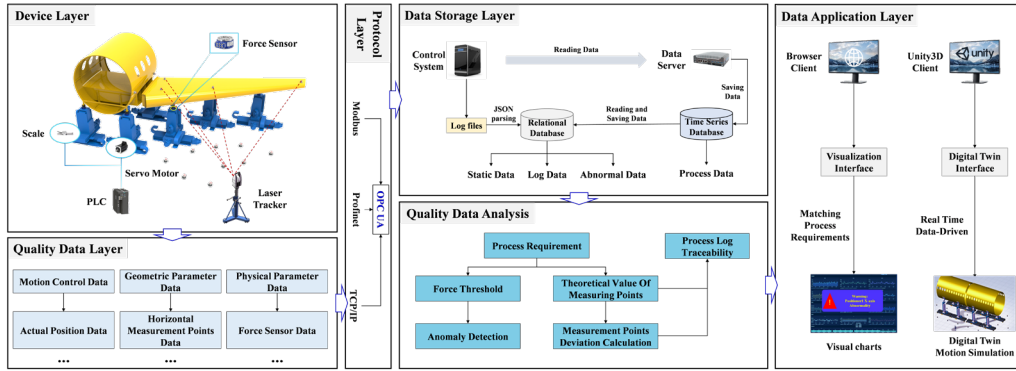 Device Layer
Force Sensor
Scale
Servo Motor
PLC
Laser
Tracker
Quality Data Layer
Motion Control Data
Geometric Parameter
Data
Physical Parameter
Data
Actual Position Data
Horizontal
Measurement Points
Data
Force Sensor Data
...
...
...
Protocol
Layer
Modbus
Profinet
TCP/IP
OPC UA
Data Storage Layer
Control
System
Reading Data
Data
Server
Saving
Data
Log files
JSON
parsing
Relational
Database
Reading and
Saving Data
Time Series
Database
Static Data
Log Data
Abnormal Data
Process Data
Quality Data Analysis
Process Requirement
Process Log
Traceability
Force Threshold
Theoretical Value Of
Measuring Points
Anomaly Detection
Measurement Points
Deviation Calculation
Data Application Layer
Browser
Client
Unity3D
Client
unity
Visualization
Interface
Digital Twin
Interface
Matching
Process
Requirements
Real Time
Data-Driven
Warning:
Visual charts
Digital Twin
Motion Simulation